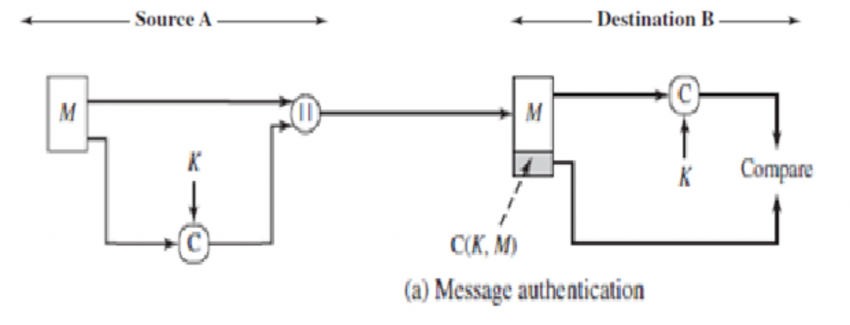 Source A
Destination B
M
K
C
||
M
C
K
Compare
C(K, M)
(a) Message authentication